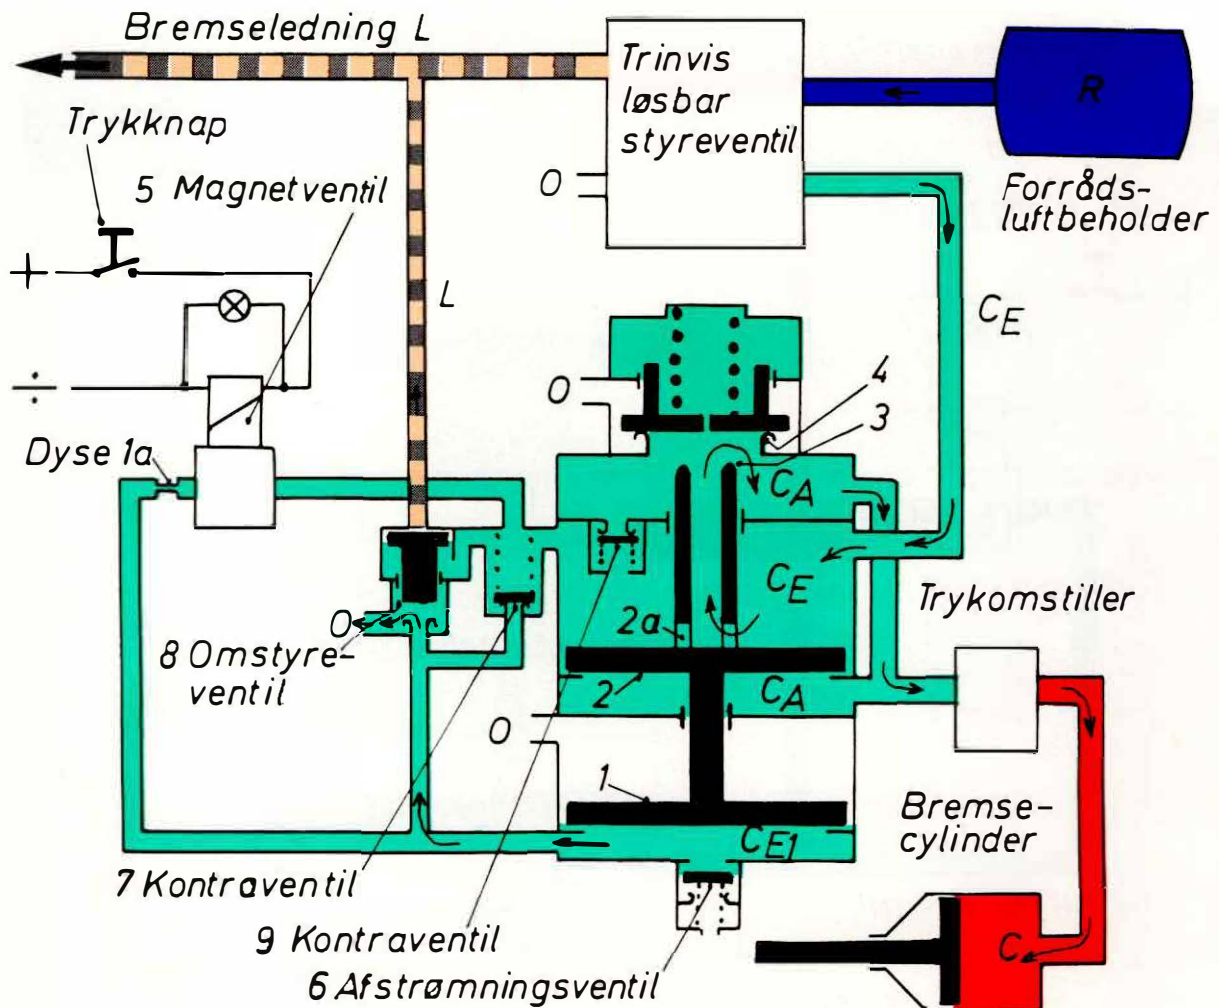 Bremseledning L
Trinvis
løsbar
styreventil
R
Trykknap
5 Magnetventil
O
Forråds-
luftbeholder
+
L
CE
÷
O
4
3
Dyse 1a
CA
CE
Trykomstiller
O
2a
8 Omstyre-
ventil
2
CA
O
1
Bremse-
cylinder
CE1
7 Kontraventil
9 Kontraventil
C
6 Afstrømningsventil